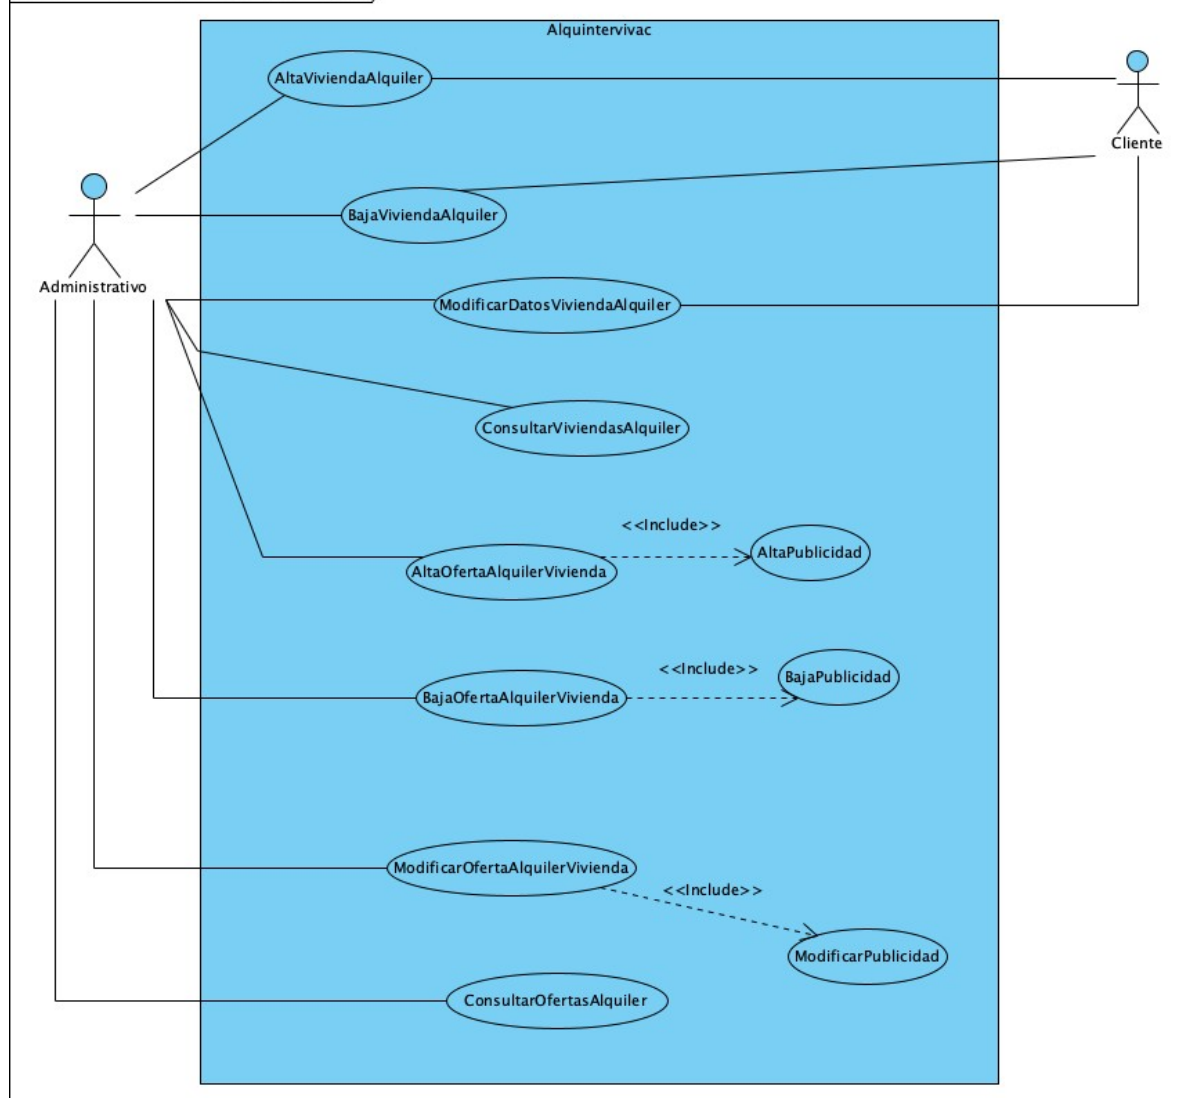 Alquintervivac
AltaViviendaAlquiler
Cliente
BajaViviendaAlquiler
Administrativo
ModificarDatosViviendaAlquiler
ConsultarViviendasAlquiler
<<Include>>
AltaPublicidad
AltaOfertaAlquilerVivienda
<<Include>>
BajaPublicidad
BajaOfertaAlquilerVivienda
ModificarOfertaAlquilerVivienda
<<Include>>
ModificarPublicidad
ConsultarOfertasAlquiler